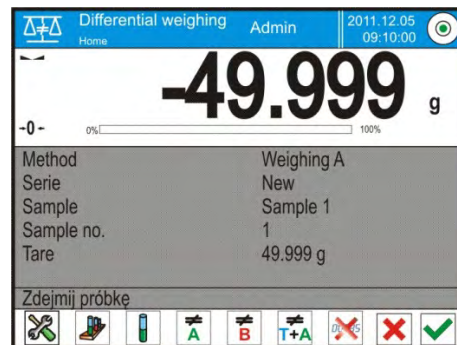 Differential weighing Admin 2011.12.05
Home 09:10:00
-49.999 g
→0← 0% 100%
Method Weighing A
Serie New
Sample Sample 1
Sample no. 1
Tare 49.999 g
Zdejmij próbkę
A B T+A